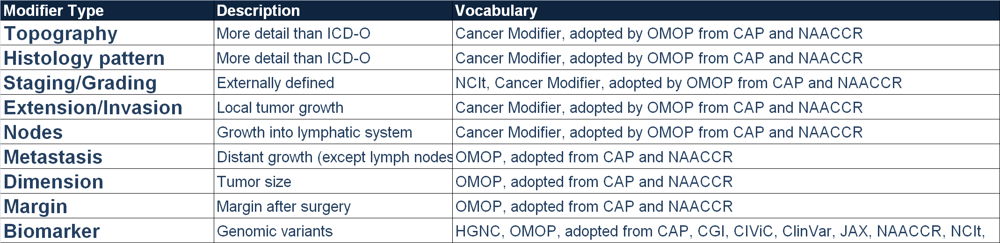 Modifier Type Description Vocabulary
Topography More detail than ICD-O Cancer Modifier, adopted by OMOP from CAP and NAACCR
Histology pattern More detail than ICD-O Cancer Modifier, adopted by OMOP from CAP and NAACCR
Staging/Grading Externally defined NCIt, Cancer Modifier, adopted by OMOP from CAP and NAACCR
Extension/Invasion Local tumor growth Cancer Modifier, adopted by OMOP from CAP and NAACCR
Nodes Growth into lymphatic system Cancer Modifier, adopted by OMOP from CAP and NAACCR
Metastasis Distant growth (except lymph nodes OMOP, adopted from CAP and NAACCR
Dimension Tumor size OMOP, adopted from CAP and NAACCR
Margin Margin after surgery OMOP, adopted from CAP and NAACCR
Biomarker Genomic variants HGNC, OMOP, adopted from CAP, CGI, CIViC, ClinVar, JAX, NAACCR, NCIt,